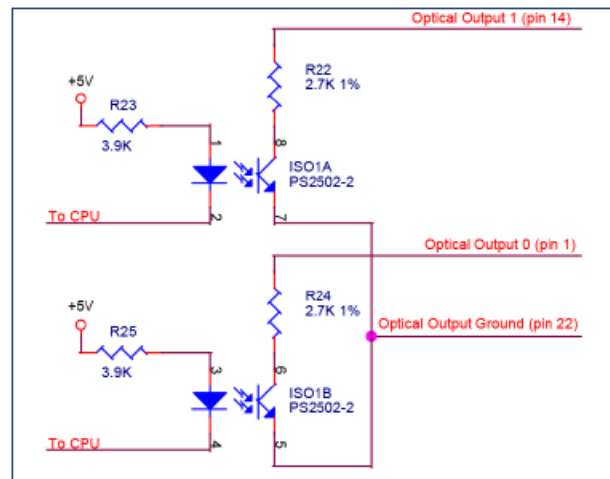 Optical Output 1 (pin 14)
R22
2.7K 1%
+5V
R23
3.9K
8
1
ISO1A
PS2502-2
2
7
To CPU
Optical Output 0 (pin 1)
R24
2.7K 1%
+5V
Optical Output Ground (pin 22)
R25
3.9K
6
3
ISO1B
PS2502-2
4
5
To CPU